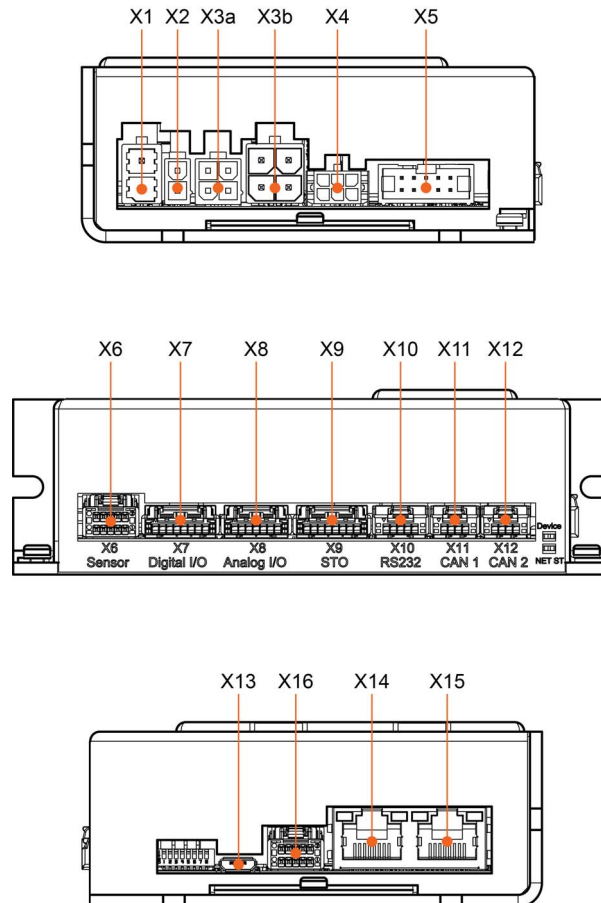 X1 X2 X3a X3b X4 X5
X6 X7 X8 X9 X10 X11 X12
Device
X6 X7 X8 X9 X10 X11 X12
Sensor Digital I/O Analog I/O STO RS232 CAN 1 CAN 2 NET ST
X13 X16 X14 X15